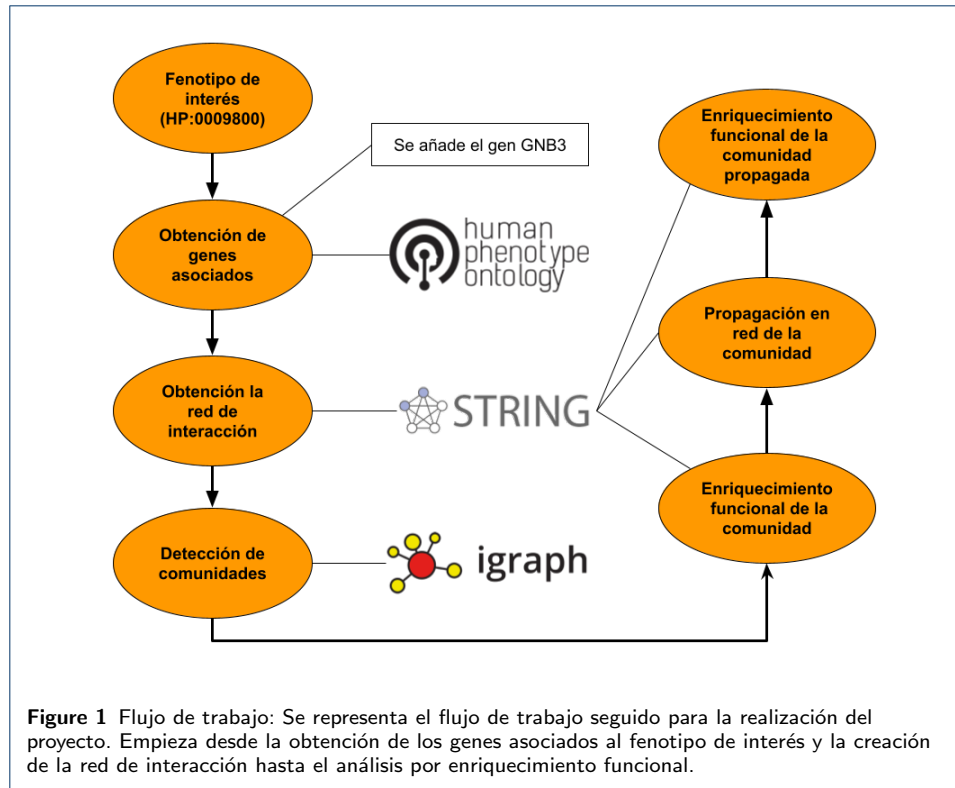 Fenotipo de
interés
(HP:0009800)
Se añade el gen GNB3
Obtención de
genes
asociados
human
phenotype
ontology
Obtención la
red de
interacción
STRING
Detección de
comunidades
igraph
Enriquecimiento
funcional de la
comunidad
propagada
Propagación en
red de la
comunidad
Enriquecimiento
funcional de la
comunidad
Figure 1 Flujo de trabajo: Se representa el flujo de trabajo seguido para la realización del
proyecto. Empieza desde la obtención de los genes asociados al fenotipo de interés y la creación
de la red de interacción hasta el análisis por enriquecimiento funcional.